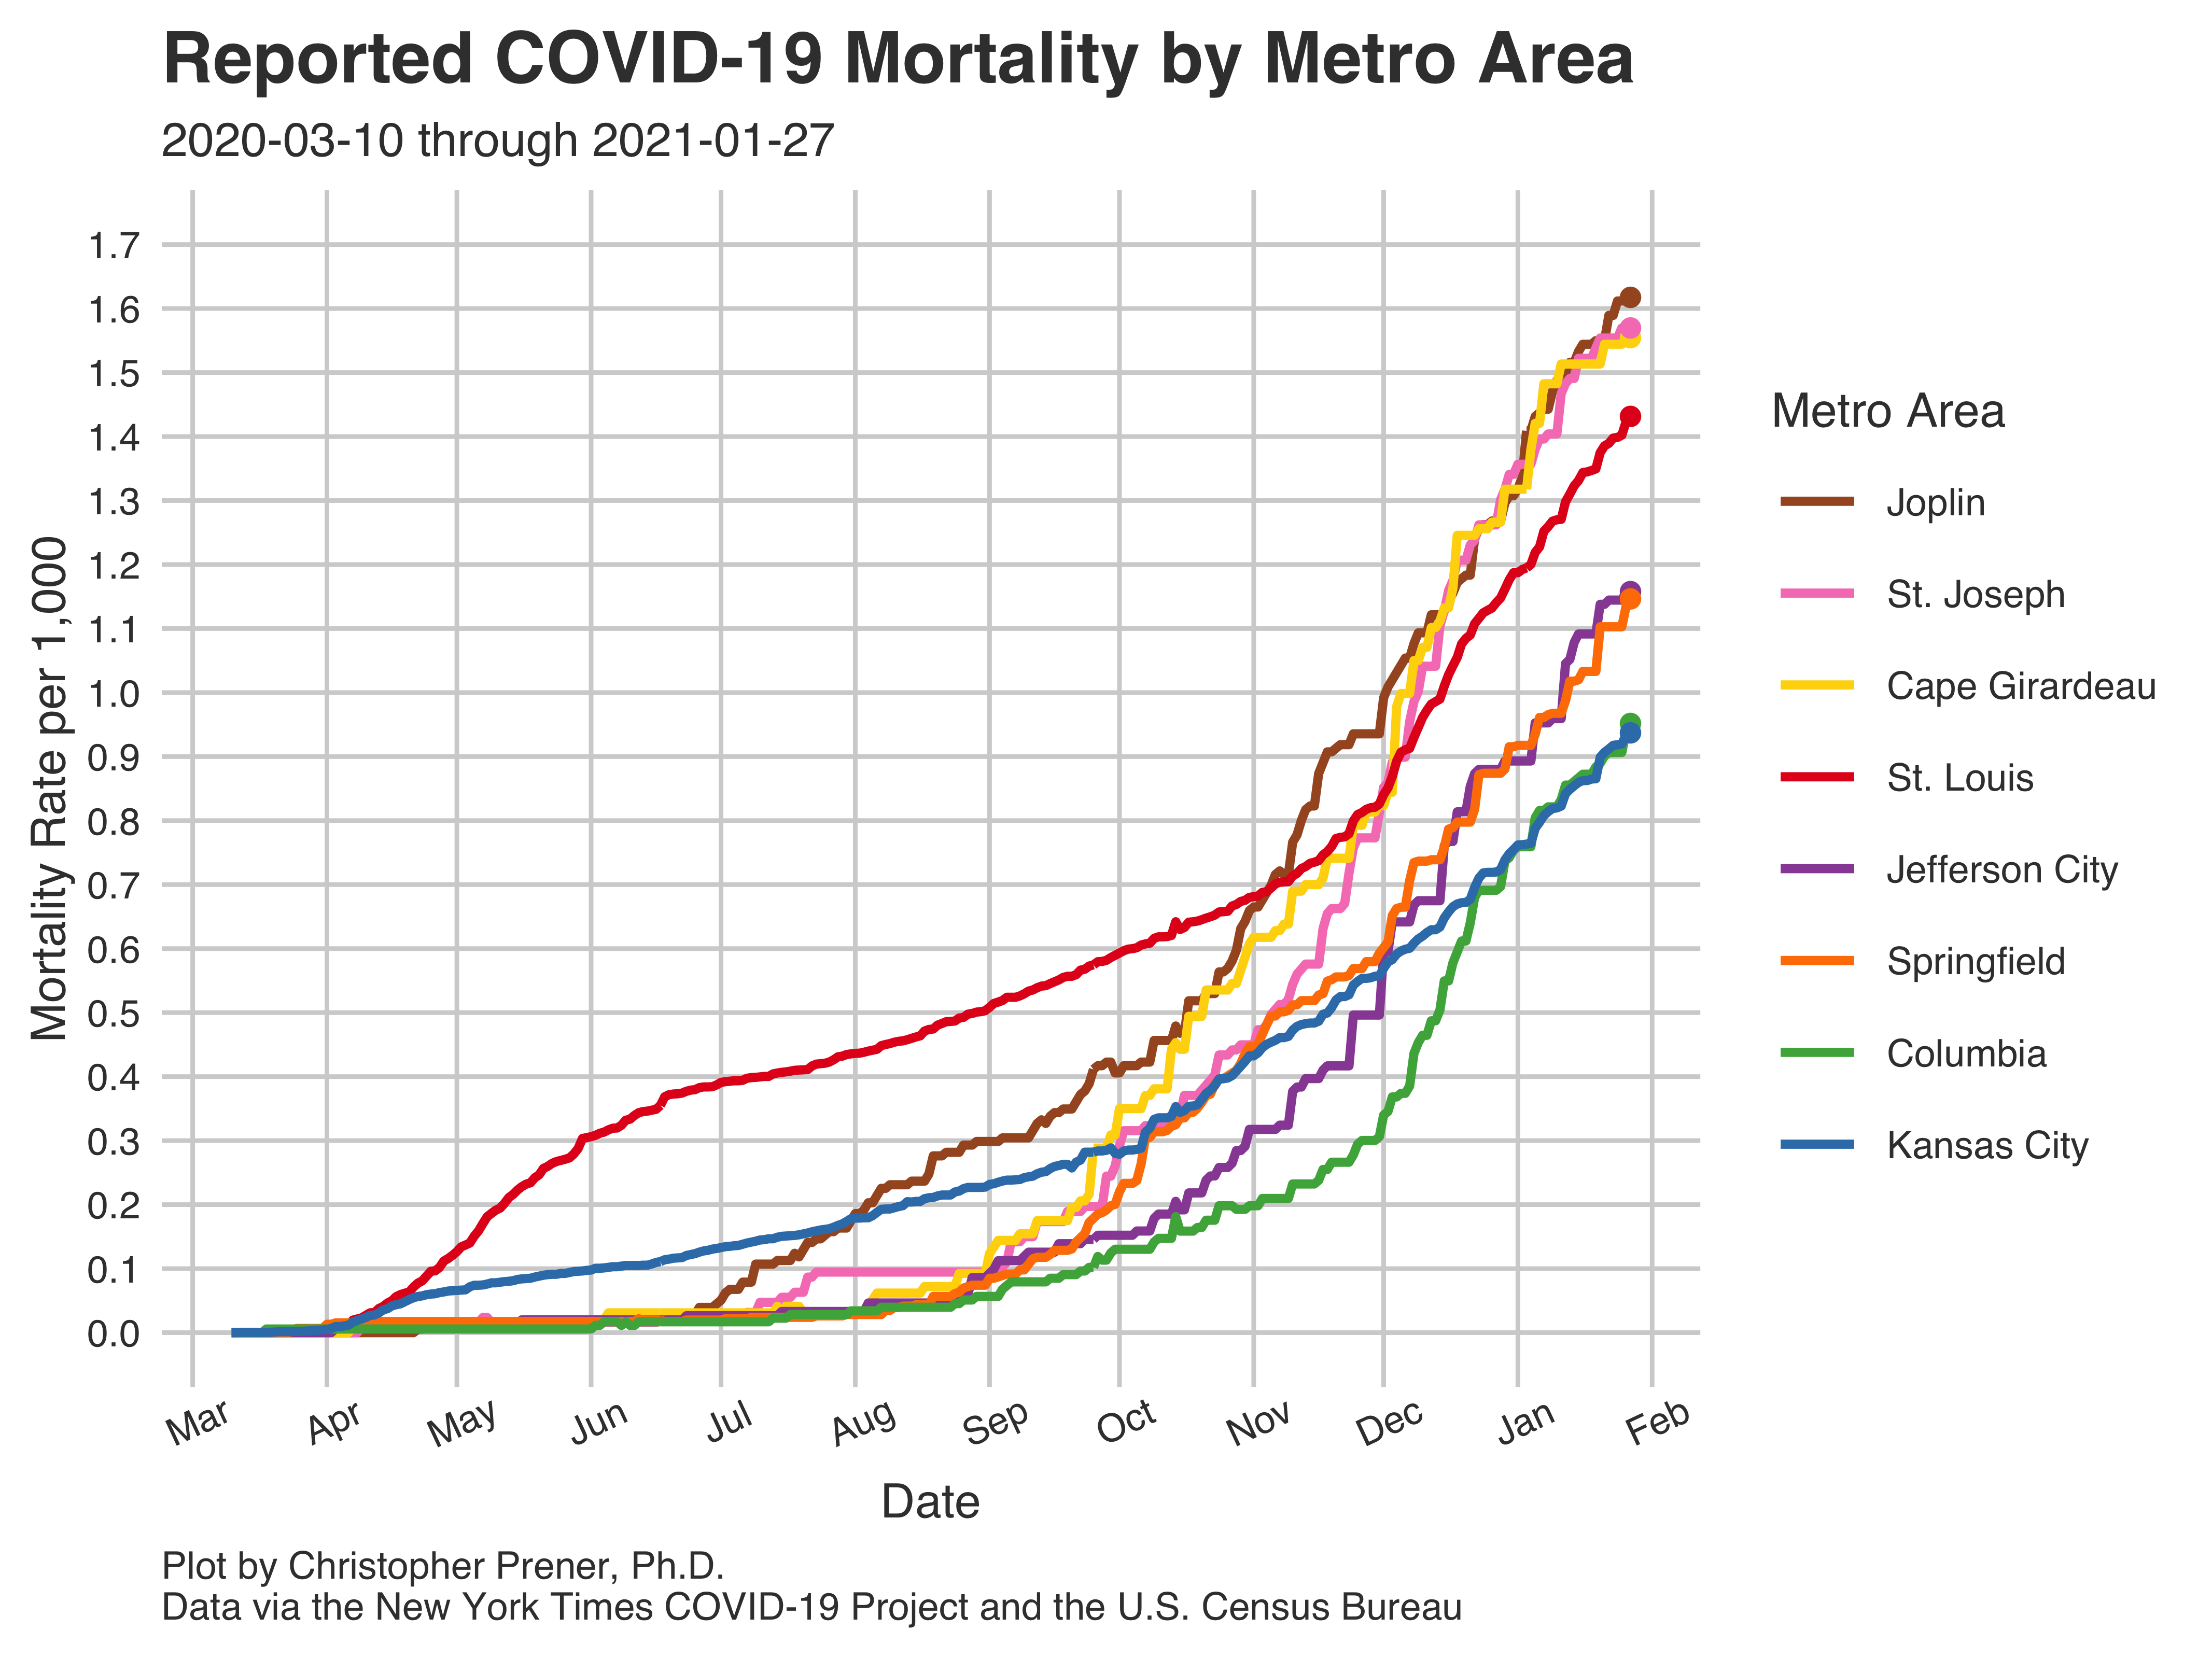 Reported COVID-19 Mortality by Metro Area
2020-03-10 through 2021-01-27
Mortality Rate per 1,000
1.7
1.6
1.5
1.4
1.3
1.2
1.1
1.0
0.9
0.8
0.7
0.6
0.5
0.4
0.3
0.2
0.1
0.0
Mar Apr May Jun Jul Aug Sep Oct Nov Dec Jan Feb
Date
Metro Area
Joplin
St. Joseph
Cape Girardeau
St. Louis
Jefferson City
Springfield
Columbia
Kansas City
Plot by Christopher Prener, Ph.D.
Data via the New York Times COVID-19 Project and the U.S. Census Bureau